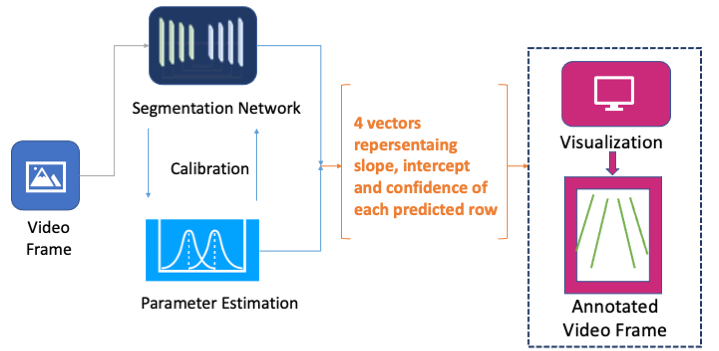 Segmentation Network
Calibration
Video
Frame
Parameter Estimation
4 vectors
repersentaing
slope, intercept
and confidence of
each predicted row
Visualization
Annotated
Video Frame